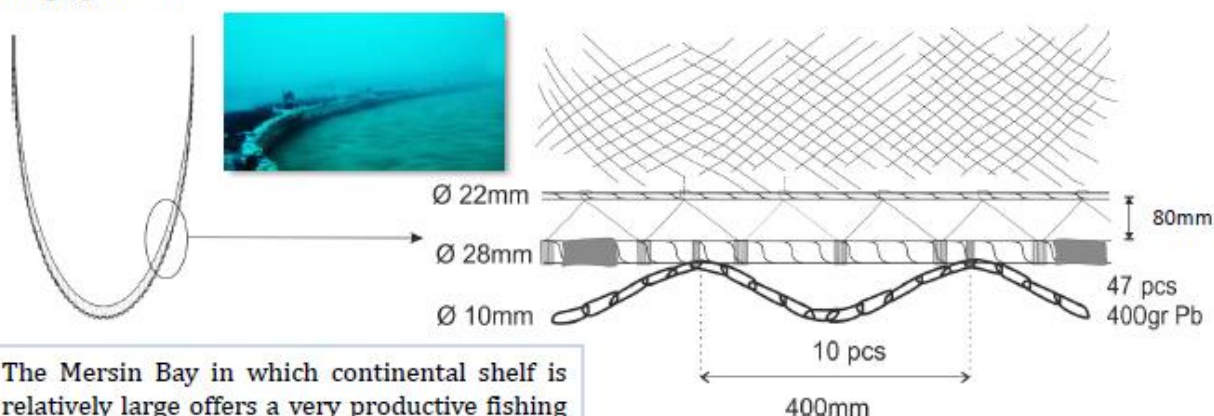 Ø 22mm
80mm
Ø 28mm
47 pcs
Ø 10mm
400gr Pb
10 pcs
400mm
The Mersin Bay in which continental shelf is
relatively large offers a very productive fishing